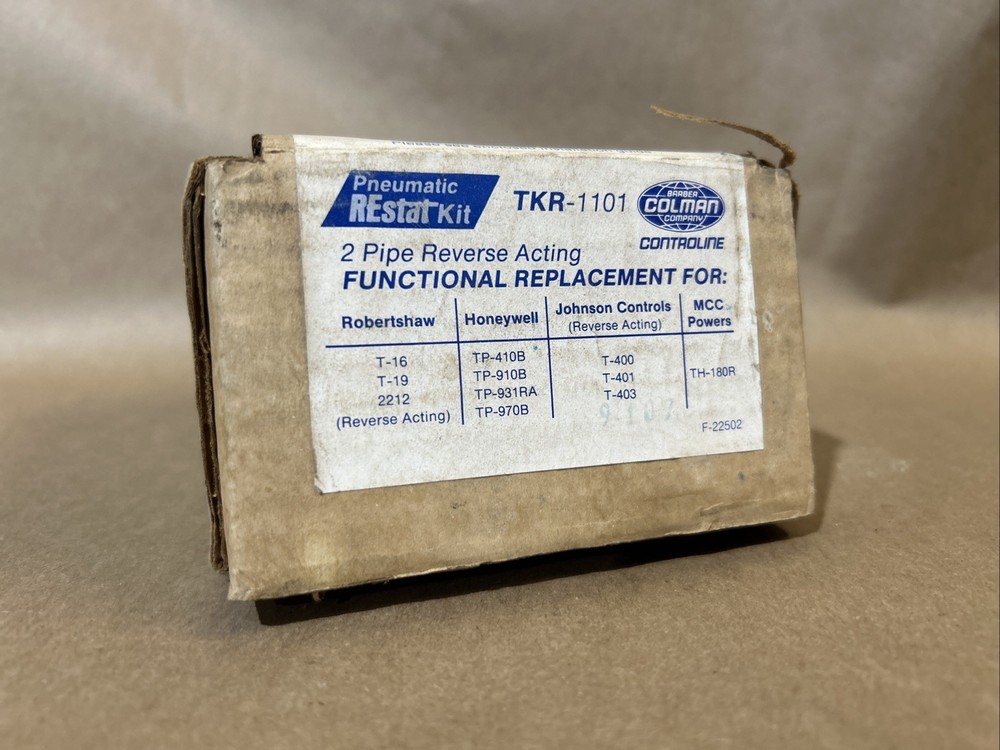 Please see
Pneumatic
REstat Kit
TKR-1101
BARBER
COLMAN
COMPANY
CONTROLINE
2 Pipe Reverse Acting
FUNCTIONAL REPLACEMENT FOR:
Robertshaw
T-16
T-19
2212
(Reverse Acting)
Honeywell
TP-410B
TP-910B
TP-931RA
TP-970B
Johnson Controls
(Reverse Acting)
T-400
T-401
T-403
MCC
Powers
TH-180R
F-22502